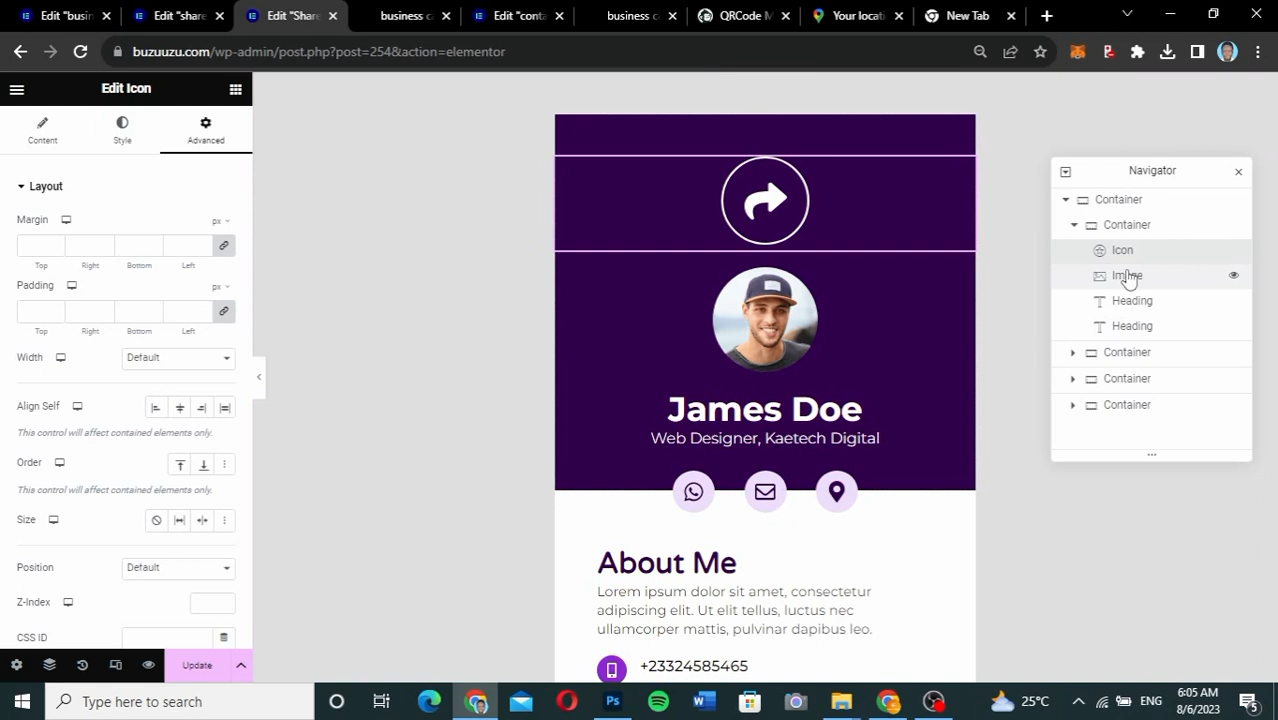 Edit "busin
Edit "share
Edit "Share
business c
Edit "conta
business c
QRCode M
Your locati
New Tab
buzuuzu.com/wp-admin/post.php?post=254&action=elementor
Edit Icon
Content
Style
Advanced
Layout
Margin
px
Top
Right
Bottom
Left
Padding
px
Top
Right
Bottom
Left
Width
Default
Align Self
This control will affect contained elements only.
Order
This control will affect contained elements only.
Size
Position
Default
Z-Index
CSS ID
Update
James Doe
Web Designer, Kaetech Digital
About Me
Lorem ipsum dolor sit amet, consectetur
adipiscing elit. Ut elit tellus, luctus nec
ullamcorper mattis, pulvinar dapibus leo.
+23324585465
Navigator
Container
Container
Icon
Image
Heading
Heading
Container
Container
Container
Type here to search
Ps
W
25°C
ENG
6:05 AM
8/6/2023
5